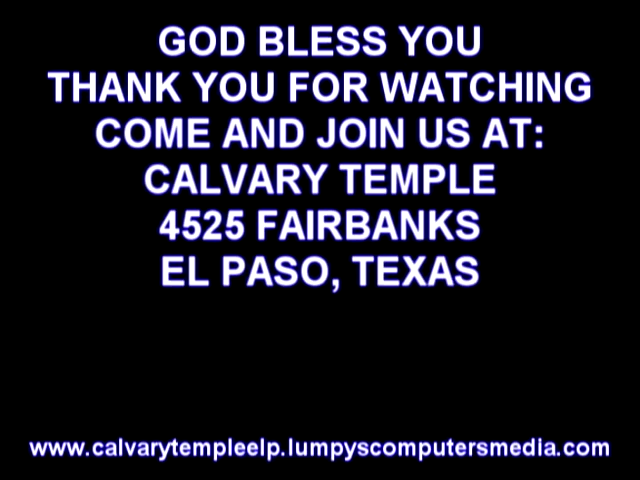 GOD BLESS YOU
THANK YOU FOR WATCHING
COME AND JOIN US AT:
CALVARY TEMPLE
4525 FAIRBANKS
EL PASO, TEXAS
www.calvarytempleelp.lumpyscomputersmedia.com